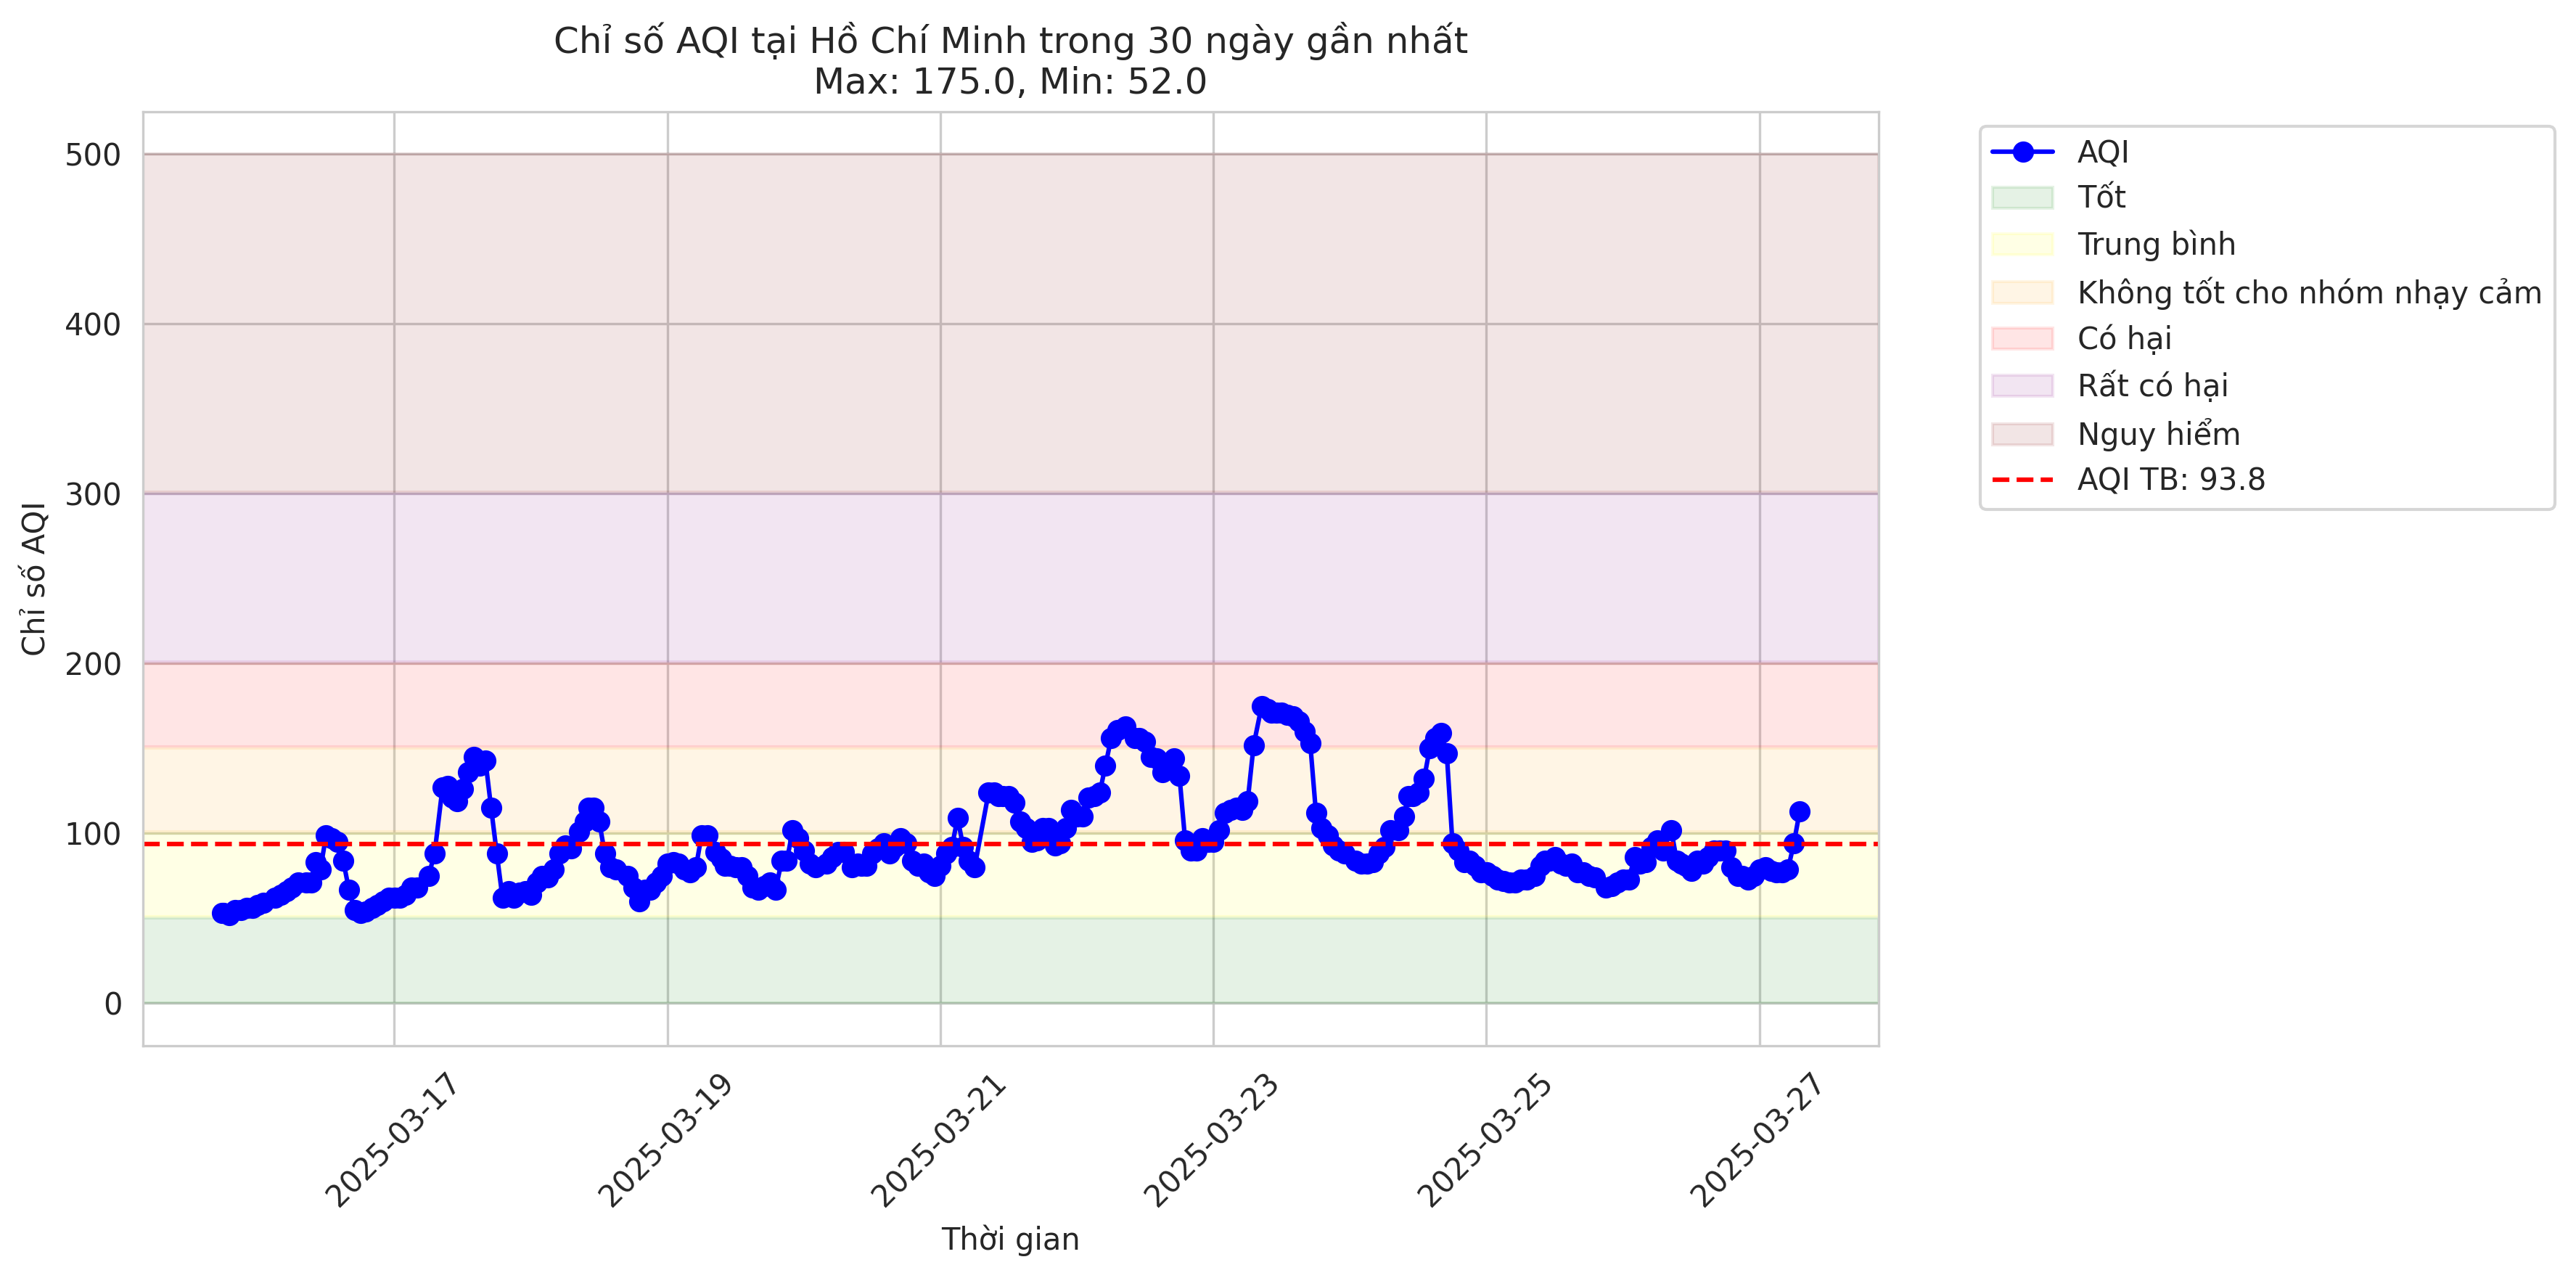 Chỉ số AQI tại Hồ Chí Minh trong 30 ngày gần nhất
Max: 175.0, Min: 52.0
Chỉ số AQI
500
400
300
200
100
0
2025-03-17
2025-03-19
2025-03-21
2025-03-23
2025-03-25
2025-03-27
Thời gian
AQI
Tốt
Trung bình
Không tốt cho nhóm nhạy cảm
Có hại
Rất có hại
Nguy hiểm
AQI TB: 93.8